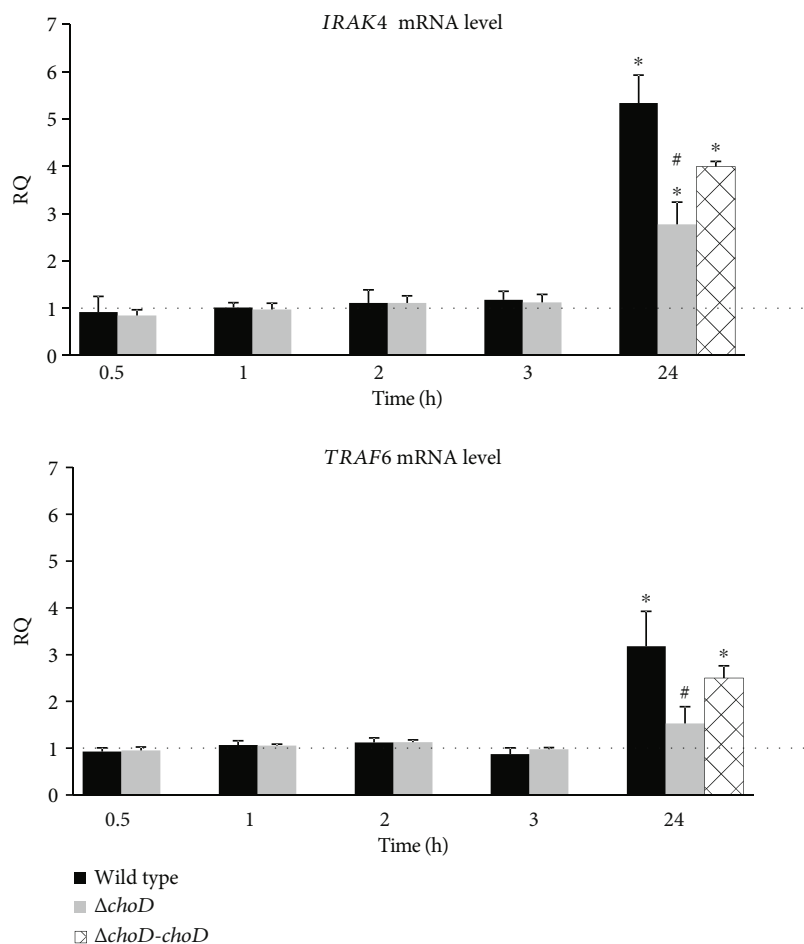 IRAK4 mRNA level
7
6
5
4
3
2
1
0
RQ
* # * *
0.5 1 2 3 24
Time (h)
TRAF6 mRNA level
7
6
5
4
3
2
1
0
RQ
* # *
0.5 1 2 3 24
Time (h)
Wild type
ΔchoD
ΔchoD-choD